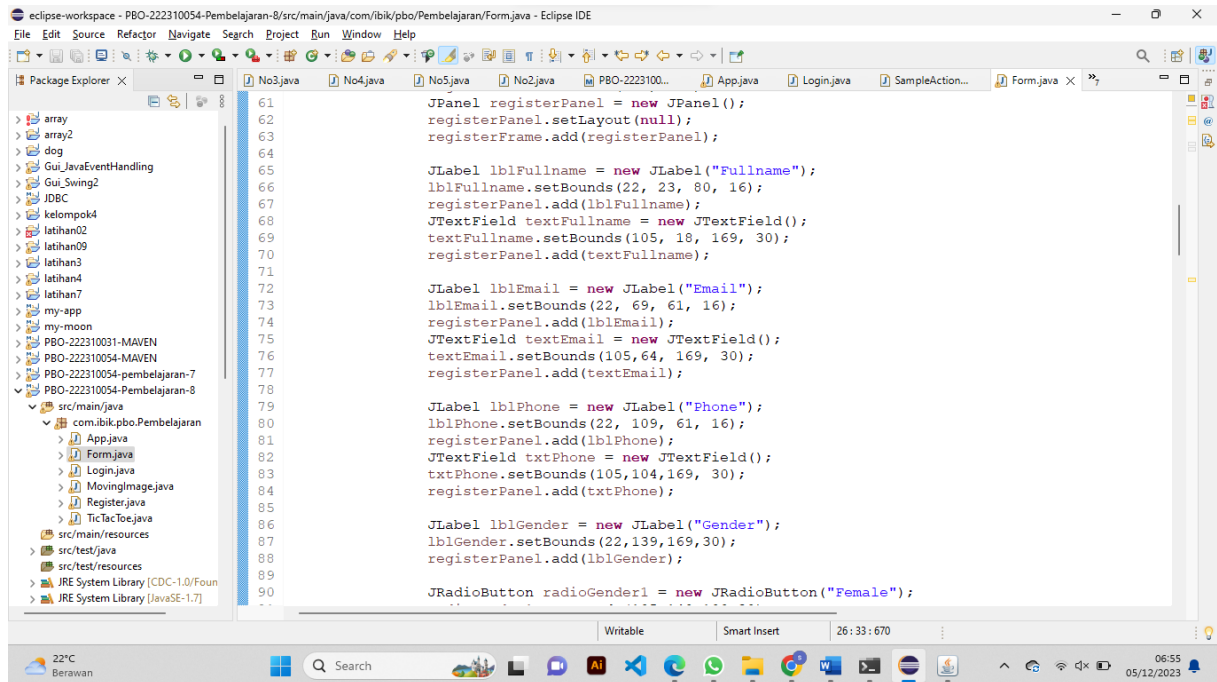 eclipse-workspace - PBO-222310054-Pembelajaran-8/src/main/java/com/ibik/pbo/Pembelajaran/Form.java - Eclipse IDE
File Edit Source Refactor Navigate Search Project Run Window Help
Package Explorer
No3.java No4.java No5.java No2.java PBO-2223100... App.java Login.java SampleAction... Form.java »7
array
array2
dog
Gui_JavaEventHandling
Gui_Swing2
JDBC
kelompok4
latihan02
latihan09
latihan3
latihan4
latihan7
my-app
my-moon
PBO-222310031-MAVEN
PBO-222310054-MAVEN
PBO-222310054-pembelajaran-7
PBO-222310054-Pembelajaran-8
src/main/java
com.ibik.pbo.Pembelajaran
App.java
Form.java
Login.java
MovingImage.java
Register.java
TicTacToe.java
src/main/resources
src/test/java
src/test/resources
JRE System Library [CDC-1.0/Foun
JRE System Library [JavaSE-1.7]
61 JPanel registerPanel = new JPanel();
62 registerPanel.setLayout(null);
63 registerFrame.add(registerPanel);
64
65 JLabel lblFullname = new JLabel("Fullname");
66 lblFullname.setBounds(22, 23, 80, 16);
67 registerPanel.add(lblFullname);
68 JTextField textFullname = new JTextField();
69 textFullname.setBounds(105, 18, 169, 30);
70 registerPanel.add(textFullname);
71
72 JLabel lblEmail = new JLabel("Email");
73 lblEmail.setBounds(22, 69, 61, 16);
74 registerPanel.add(lblEmail);
75 JTextField textEmail = new JTextField();
76 textEmail.setBounds(105,64, 169, 30);
77 registerPanel.add(textEmail);
78
79 JLabel lblPhone = new JLabel("Phone");
80 lblPhone.setBounds(22, 109, 61, 16);
81 registerPanel.add(lblPhone);
82 JTextField txtPhone = new JTextField();
83 txtPhone.setBounds(105,104,169, 30);
84 registerPanel.add(txtPhone);
85
86 JLabel lblGender = new JLabel("Gender");
87 lblGender.setBounds(22,139,169,30);
88 registerPanel.add(lblGender);
89
90 JRadioButton radioGender1 = new JRadioButton("Female");
Writable Smart Insert 26 : 33 : 670
22°C
Berawan
Search
Ai
06:55
05/12/2023